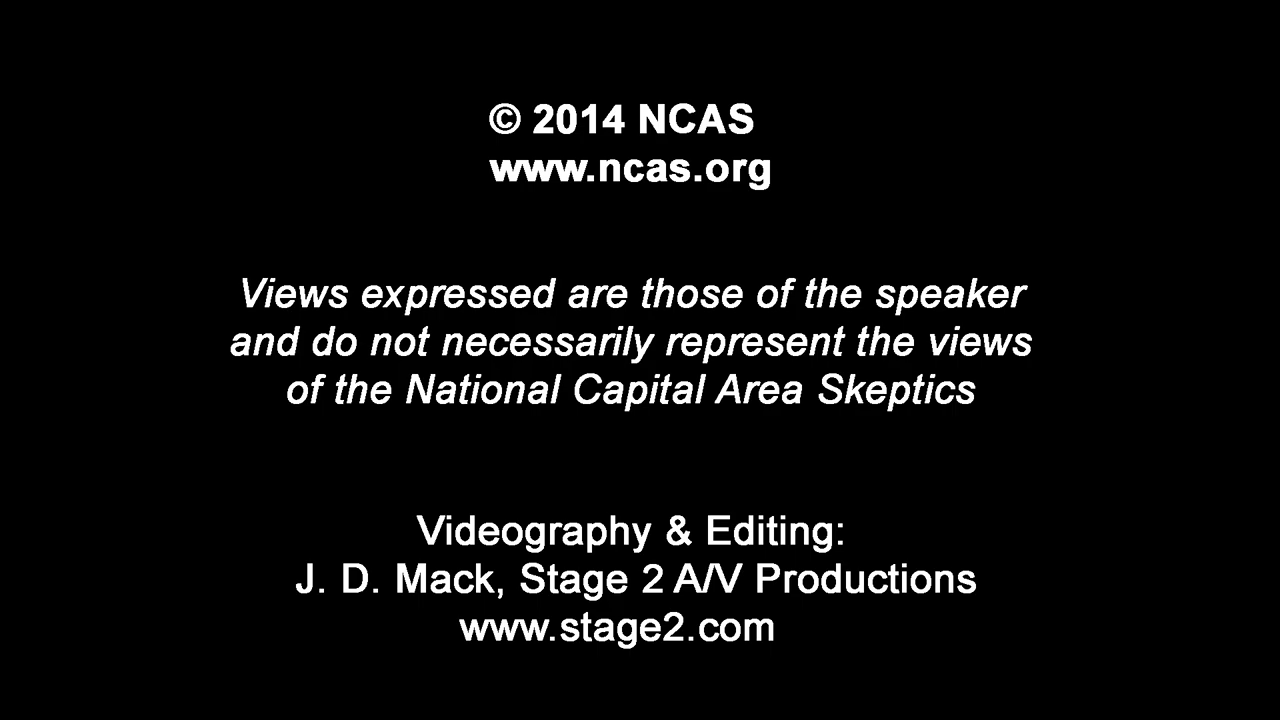 © 2014 NCAS
www.ncas.org
Views expressed are those of the speaker
and do not necessarily represent the views
of the National Capital Area Skeptics
Videography & Editing:
J. D. Mack, Stage 2 A/V Productions
www.stage2.com